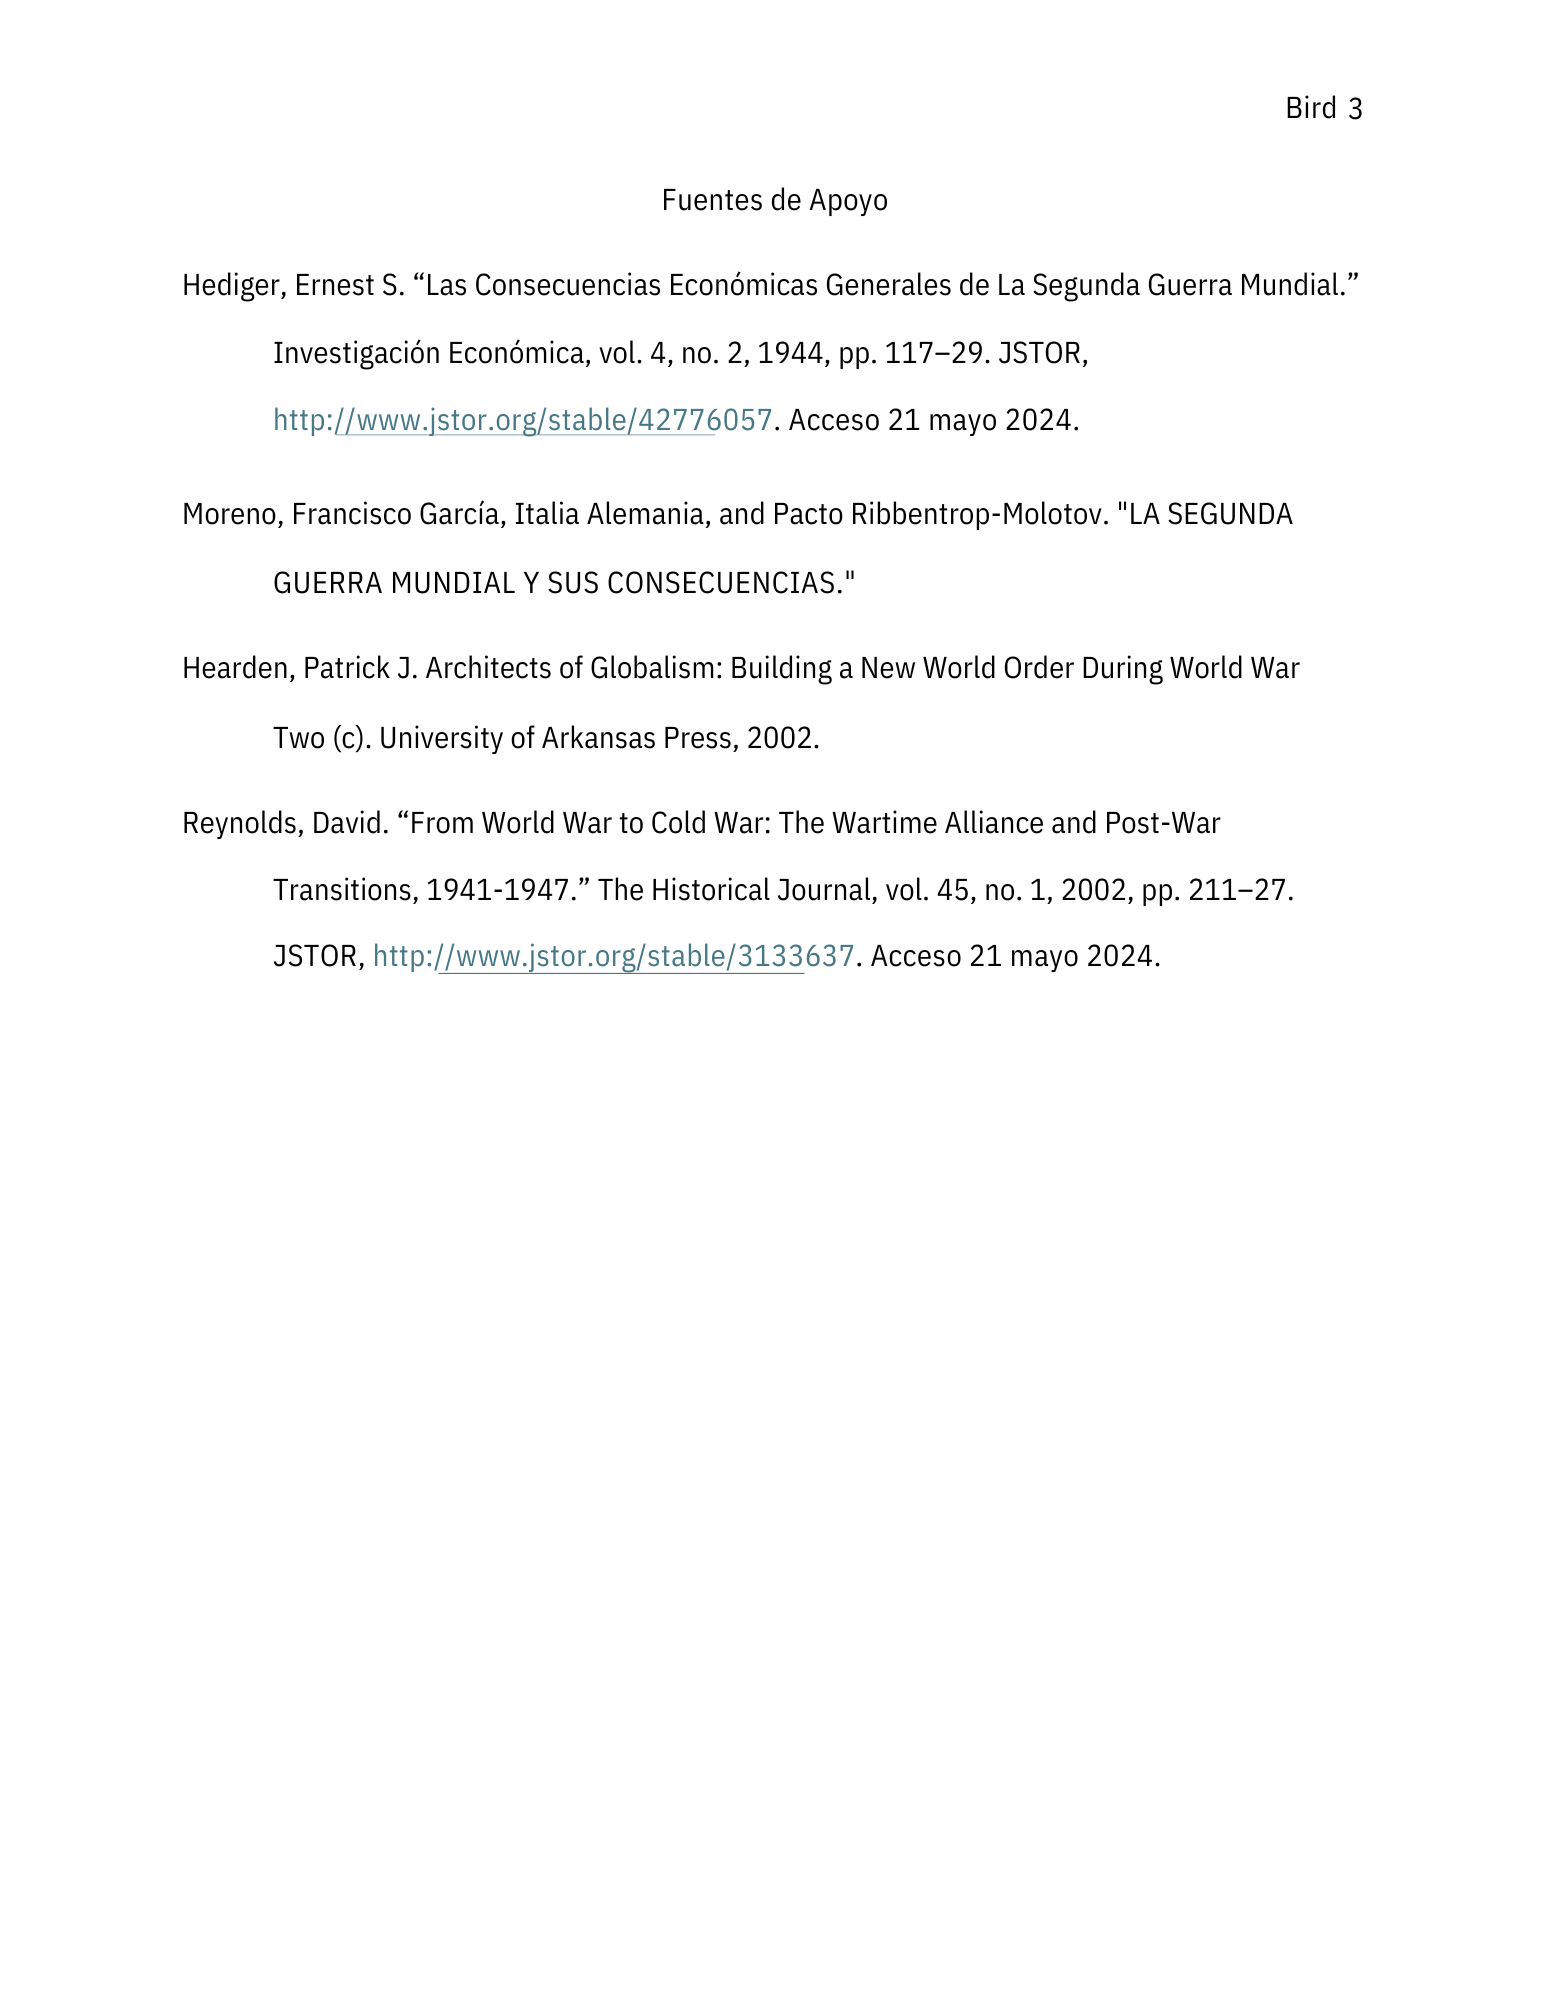 Bird 3
Fuentes de Apoyo
Hediger, Ernest S. “Las Consecuencias Económicas Generales de La Segunda Guerra Mundial.”
Investigación Económica, vol. 4, no. 2, 1944, pp. 117–29. JSTOR,
http://www.jstor.org/stable/42776057. Acceso 21 mayo 2024.
Moreno, Francisco García, Italia Alemania, and Pacto Ribbentrop-Molotov. "LA SEGUNDA
GUERRA MUNDIAL Y SUS CONSECUENCIAS."
Hearden, Patrick J. Architects of Globalism: Building a New World Order During World War
Two (c). University of Arkansas Press, 2002.
Reynolds, David. “From World War to Cold War: The Wartime Alliance and Post-War
Transitions, 1941-1947.” The Historical Journal, vol. 45, no. 1, 2002, pp. 211–27.
JSTOR, http://www.jstor.org/stable/3133637. Acceso 21 mayo 2024.